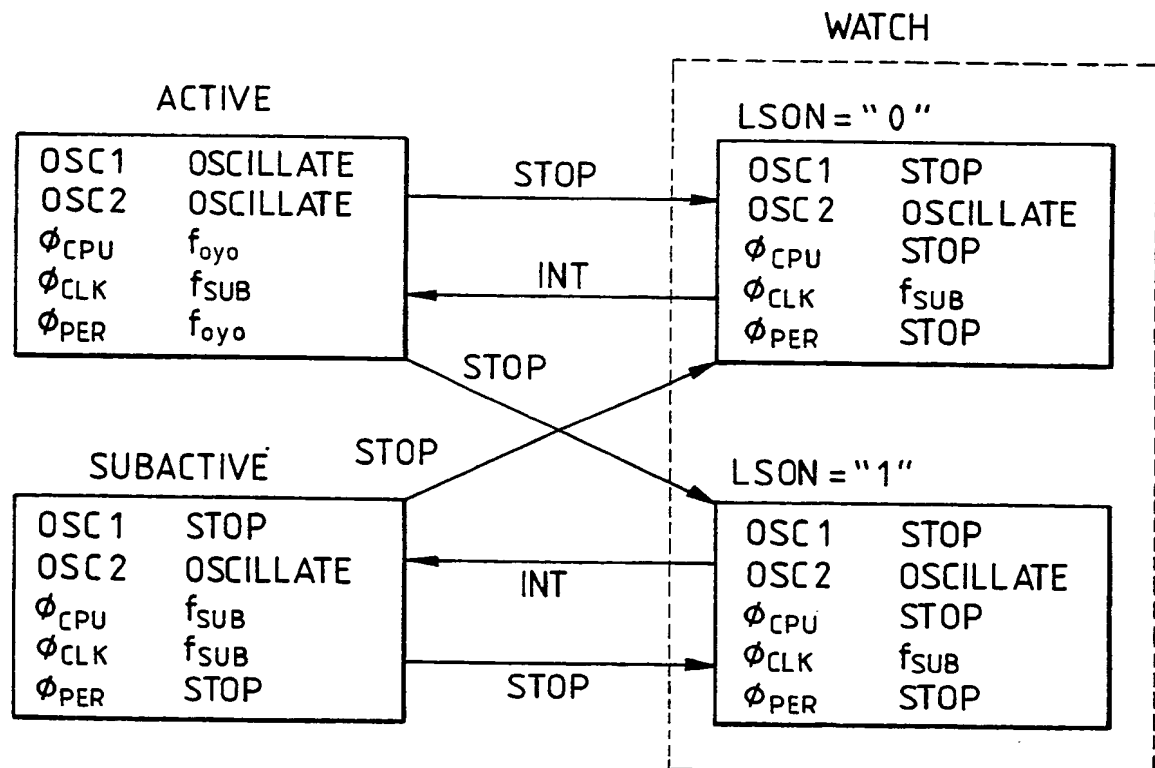 WATCH
ACTIVE
OSC1 OSCILLATE
OSC2 OSCILLATE
ϕCPU foyo
ϕCLK fSUB
ϕPER foyo
STOP
INT
LSON = "0"
OSC1 STOP
OSC2 OSCILLATE
ϕCPU STOP
ϕCLK fSUB
ϕPER STOP
STOP
STOP
SUBACTIVE
OSC1 STOP
OSC2 OSCILLATE
ϕCPU fSUB
ϕCLK fSUB
ϕPER STOP
INT
STOP
LSON = "1"
OSC1 STOP
OSC2 OSCILLATE
ϕCPU STOP
ϕCLK fSUB
ϕPER STOP